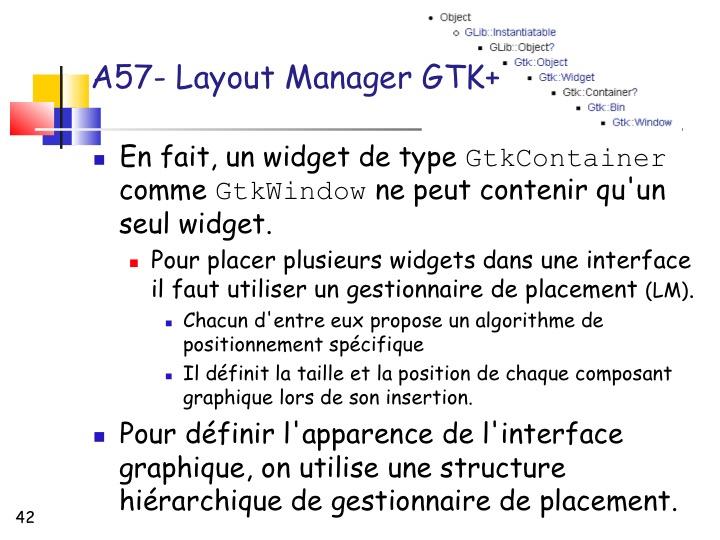 Object
GLib::Instantiatable
GLib::Object?
Gtk::Object
Gtk::Widget
Gtk::Container?
Gtk::Bin
Gtk::Window
A57- Layout Manager GTK+
En fait, un widget de type GtkContainer
comme GtkWindow ne peut contenir qu'un
seul widget.
Pour placer plusieurs widgets dans une interface
il faut utiliser un gestionnaire de placement (LM).
Chacun d'entre eux propose un algorithme de
positionnement spécifique
Il définit la taille et la position de chaque composant
graphique lors de son insertion.
Pour définir l'apparence de l'interface
graphique, on utilise une structure
hiérarchique de gestionnaire de placement.
42